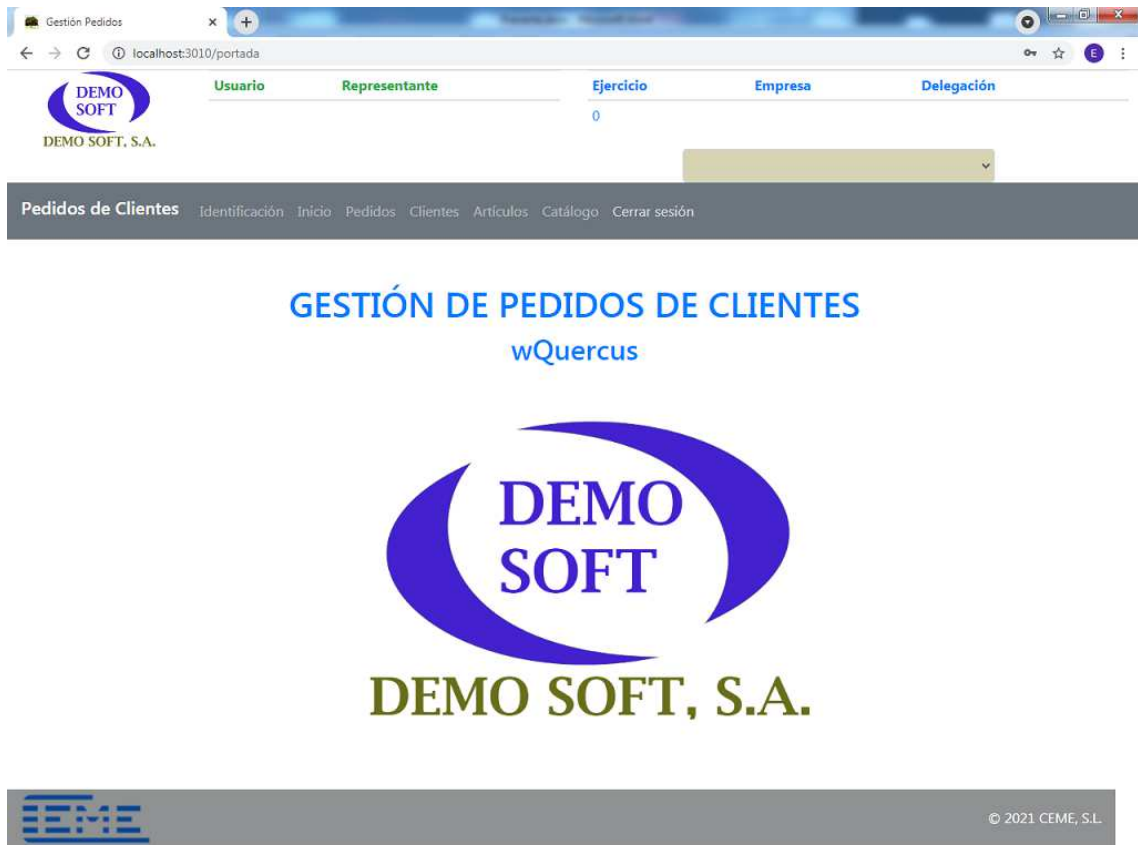 Gestión Pedidos
localhost:3010/portada
E
DEMO
SOFT
DEMO SOFT, S.A.
Usuario Representante Ejercicio Empresa Delegación
0
Pedidos de Clientes Identificación Inicio Pedidos Clientes Artículos Catálogo Cerrar sesión
GESTIÓN DE PEDIDOS DE CLIENTES
wQuercus
DEMO
SOFT
DEMO SOFT, S.A.
CEME © 2021 CEME, S.L.